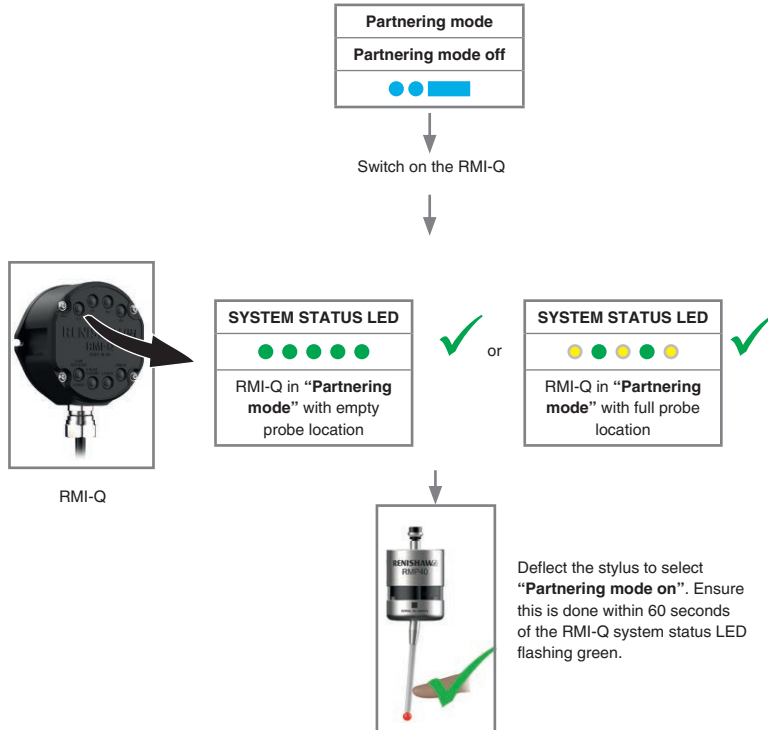 Partnering mode
Partnering mode off
Switch on the RMI-Q
RENISHAW
RMI-Q
RMI-Q
SYSTEM STATUS LED
RMI-Q in “Partnering
mode” with empty
probe location
or
SYSTEM STATUS LED
RMI-Q in “Partnering
mode” with full probe
location
RENISHAW
RMP40
Deflect the stylus to select
“Partnering mode on”. Ensure
this is done within 60 seconds
of the RMI-Q system status LED
flashing green.